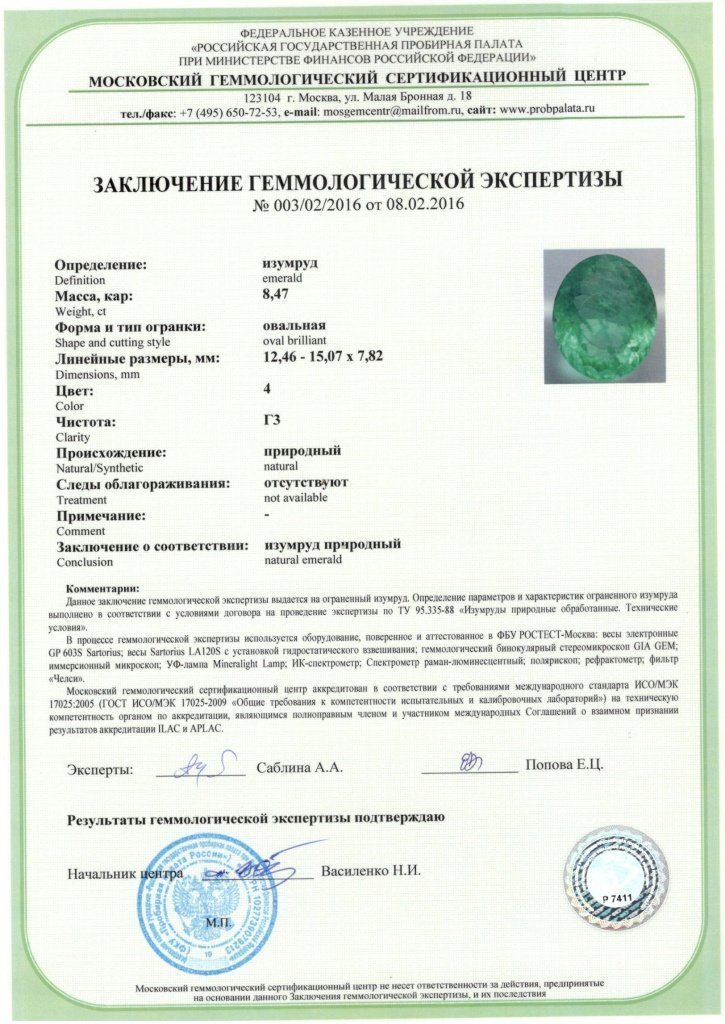 ФЕДЕРАЛЬНОЕ КАЗЕННОЕ УЧРЕЖДЕНИЕ
«РОССИЙСКАЯ ГОСУДАРСТВЕННАЯ ПРОБИРНАЯ ПАЛАТА
ПРИ МИНИСТЕРСТВЕ ФИНАНСОВ РОССИЙСКОЙ ФЕДЕРАЦИИ»
МОСКОВСКИЙ ГЕММОЛОГИЧЕСКИЙ СЕРТИФИКАЦИОННЫЙ ЦЕНТР
123104 г. Москва, ул. Малая Бронная д. 18
тел./факс: +7 (495) 650-72-53, e-mail: mosgemcentr@mailfrom.ru, сайт: www.probpalata.ru
ЗАКЛЮЧЕНИЕ ГЕММОЛОГИЧЕСКОЙ ЭКСПЕРТИЗЫ
№ 003/02/2016 от 08.02.2016
Определение: изумруд
Definition emerald
Масса, кар: 8,47
Weight, ct
Форма и тип огранки: овальная
Shape and cutting style oval brilliant
Линейные размеры, мм: 12,46 - 15,07 х 7,82
Dimensions, mm
Цвет: 4
Color
Чистота: Г3
Clarity
Происхождение: природный
Natural/Synthetic natural
Следы облагораживания: отсутствуют
Treatment not available
Примечание: -
Comment
Заключение о соответствии: изумруд природный
Conclusion natural emerald
Комментарии:
Данное заключение геммологической экспертизы выдается на ограненный изумруд. Определение параметров и характеристик ограненного изумруда
выполнено в соответствии с условиями договора на проведение экспертизы по ТУ 95.335-88 «Изумруды природные обработанные. Технические
условия».
В процессе геммологической экспертизы используется оборудование, поверенное и аттестованное в ФБУ РОСТЕСТ-Москва: весы электронные
GP 603S Sartorius; весы Sartorius LA120S с установкой гидростатического взвешивания; геммологический бинокулярный стереомикроскоп GIA GEM;
иммерсионный микроскоп; УФ-лампа Mineralight Lamp; ИК-спектрометр; Спектрометр раман-люминесцентный; полярископ; рефрактометр; фильтр
«Челси».
Московский геммологический сертификационный центр аккредитован в соответствии с требованиями международного стандарта ИСО/МЭК
17025:2005 (ГОСТ ИСО/МЭК 17025-2009 «Общие требования к компетентности испытательных и калибровочных лабораторий») на техническую
компетентность органом по аккредитации, являющимся полноправным членом и участником международных Соглашений о взаимном признании
результатов аккредитации ILAC и APLAC.
Эксперты: Саблина А.А. Попова Е.Ц.
Результаты геммологической экспертизы подтверждаю
Начальник центра Василенко Н.И.
М.П.
Р 7411
Московский геммологический сертификационный центр не несет ответственности за действия, предпринятые
на основании данного Заключения геммологической экспертизы, и их последствия